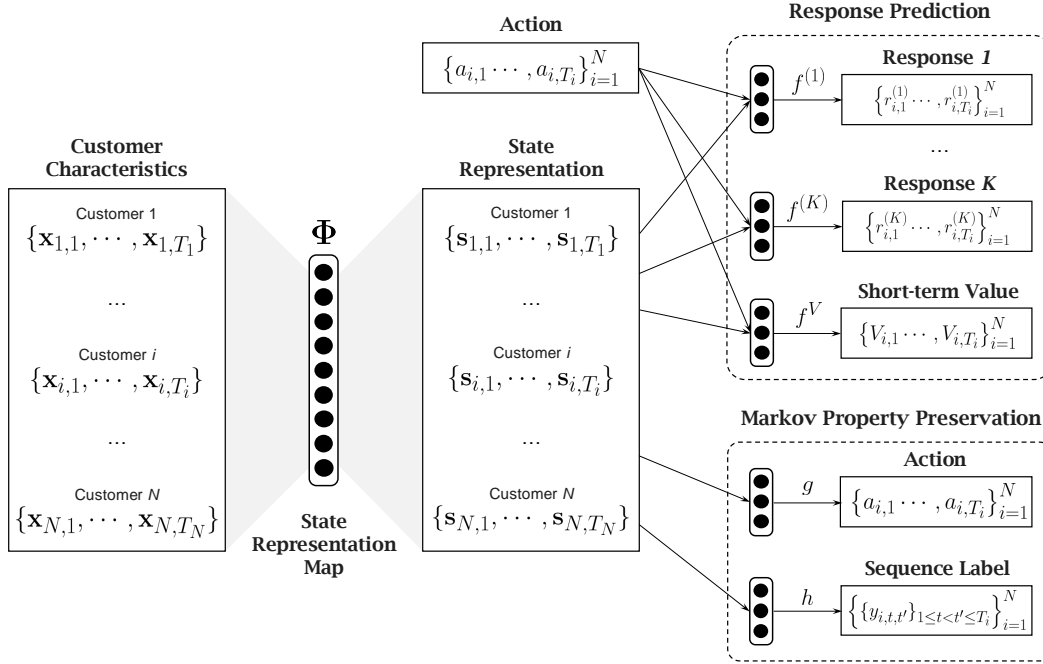 Response Prediction
Action
{a_{i,1} ⋯ , a_{i,T_i}}_{i=1}^{N}
Response 1
f^{(1)}
{r_{i,1}^{(1)} ⋯ , r_{i,T_i}^{(1)}}_{i=1}^{N}
...
Customer
Characteristics
State
Representation
Response K
f^{(K)}
{r_{i,1}^{(K)} ⋯ , r_{i,T_i}^{(K)}}_{i=1}^{N}
Customer 1
{x_{1,1}, ⋯ , x_{1,T_1}}
...
Customer i
{x_{i,1}, ⋯ , x_{i,T_i}}
...
Customer N
{x_{N,1}, ⋯ , x_{N,T_N}}
Φ
State
Representation
Map
Customer 1
{s_{1,1}, ⋯ , s_{1,T_1}}
...
Customer i
{s_{i,1}, ⋯ , s_{i,T_i}}
...
Customer N
{s_{N,1}, ⋯ , s_{N,T_N}}
Short-term Value
f^{V}
{V_{i,1} ⋯ , V_{i,T_i}}_{i=1}^{N}
Markov Property Preservation
Action
g
{a_{i,1} ⋯ , a_{i,T_i}}_{i=1}^{N}
Sequence Label
h
{{y_{i,t,t'}}_{1≤t<t'≤T_i}}_{i=1}^{N}